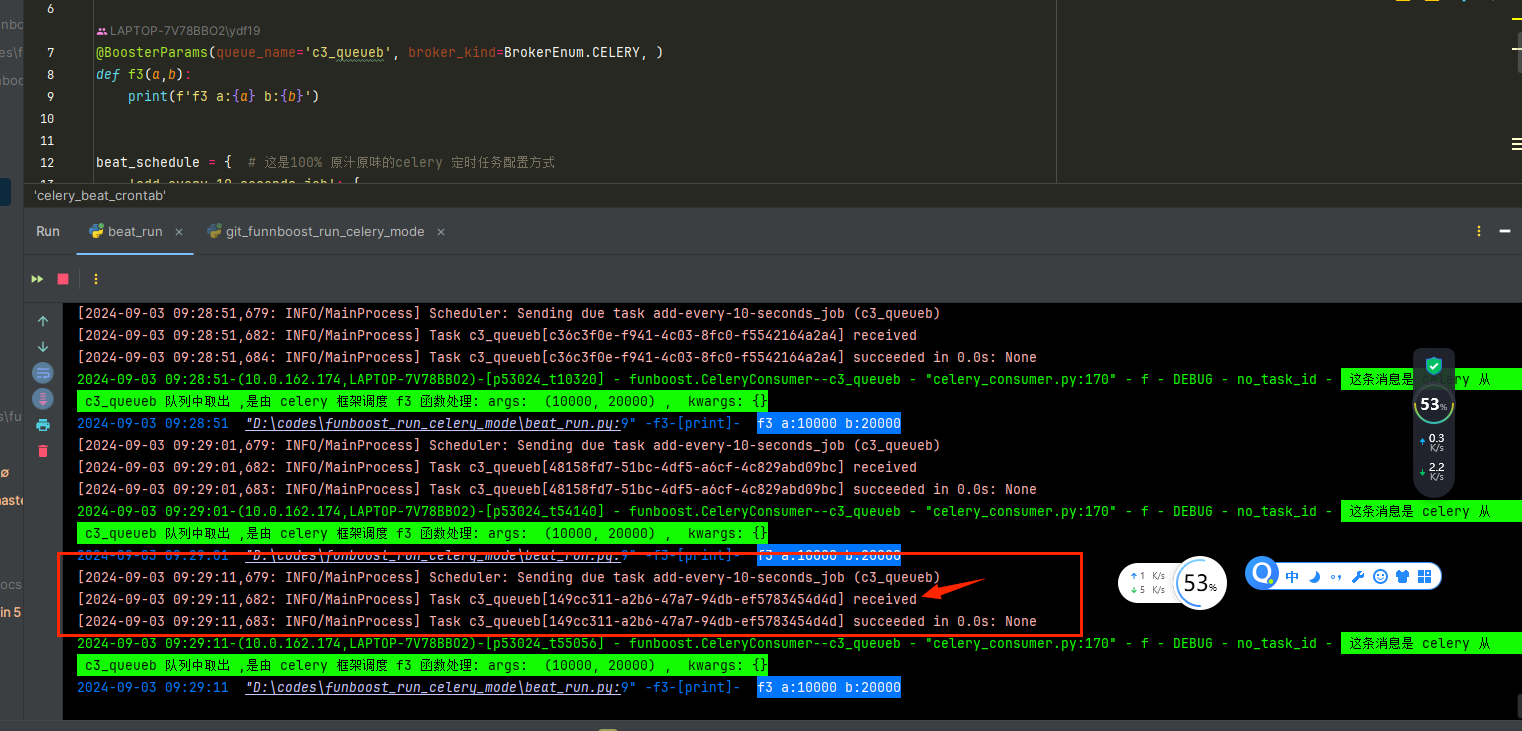 6
LAPTOP-7V78BBO2\ydf19
7 @BoosterParams(queue_name='c3_queueb', broker_kind=BrokerEnum.CELERY, )
8 def f3(a,b):
9 print(f'f3 a:{a} b:{b}')
10
11
12 beat_schedule = { # 这是100% 原汁原味的celery 定时任务配置方式
'celery_beat_crontab'
Run beat_run × git_funnboost_run_celery_mode ×
[2024-09-03 09:28:51,679: INFO/MainProcess] Scheduler: Sending due task add-every-10-seconds_job (c3_queueb)
[2024-09-03 09:28:51,682: INFO/MainProcess] Task c3_queueb[c36c3f0e-f941-4c03-8fc0-f5542164a2a4] received
[2024-09-03 09:28:51,684: INFO/MainProcess] Task c3_queueb[c36c3f0e-f941-4c03-8fc0-f5542164a2a4] succeeded in 0.0s: None
2024-09-03 09:28:51-(10.0.162.174,LAPTOP-7V78BBO2)-[p53024_t10320] - funboost.CeleryConsumer--c3_queueb - "celery_consumer.py:170" - f - DEBUG - no_task_id - 这条消息是 celery 从
c3_queueb 队列中取出 ,是由 celery 框架调度 f3 函数处理: args: (10000, 20000) , kwargs: {}
2024-09-03 09:28:51 "D:\codes\funboost_run_celery_mode\beat_run.py:9" -f3-[print]- f3 a:10000 b:20000
[2024-09-03 09:29:01,679: INFO/MainProcess] Scheduler: Sending due task add-every-10-seconds_job (c3_queueb)
[2024-09-03 09:29:01,682: INFO/MainProcess] Task c3_queueb[48158fd7-51bc-4df5-a6cf-4c829abd09bc] received
[2024-09-03 09:29:01,683: INFO/MainProcess] Task c3_queueb[48158fd7-51bc-4df5-a6cf-4c829abd09bc] succeeded in 0.0s: None
2024-09-03 09:29:01-(10.0.162.174,LAPTOP-7V78BBO2)-[p53024_t54140] - funboost.CeleryConsumer--c3_queueb - "celery_consumer.py:170" - f - DEBUG - no_task_id - 这条消息是 celery 从
c3_queueb 队列中取出 ,是由 celery 框架调度 f3 函数处理: args: (10000, 20000) , kwargs: {}
2024-09-03 09:29:01 "D:\codes\funboost_run_celery_mode\beat_run.py:9" -f3-[print]- f3 a:10000 b:20000
[2024-09-03 09:29:11,679: INFO/MainProcess] Scheduler: Sending due task add-every-10-seconds_job (c3_queueb)
[2024-09-03 09:29:11,682: INFO/MainProcess] Task c3_queueb[149cc311-a2b6-47a7-94db-ef5783454d4d] received
[2024-09-03 09:29:11,683: INFO/MainProcess] Task c3_queueb[149cc311-a2b6-47a7-94db-ef5783454d4d] succeeded in 0.0s: None
2024-09-03 09:29:11-(10.0.162.174,LAPTOP-7V78BBO2)-[p53024_t55056] - funboost.CeleryConsumer--c3_queueb - "celery_consumer.py:170" - f - DEBUG - no_task_id - 这条消息是 celery 从
c3_queueb 队列中取出 ,是由 celery 框架调度 f3 函数处理: args: (10000, 20000) , kwargs: {}
2024-09-03 09:29:11 "D:\codes\funboost_run_celery_mode\beat_run.py:9" -f3-[print]- f3 a:10000 b:20000
53%
0.3
K/s
2.2
K/s
1 K/s
5 K/s
53%
中